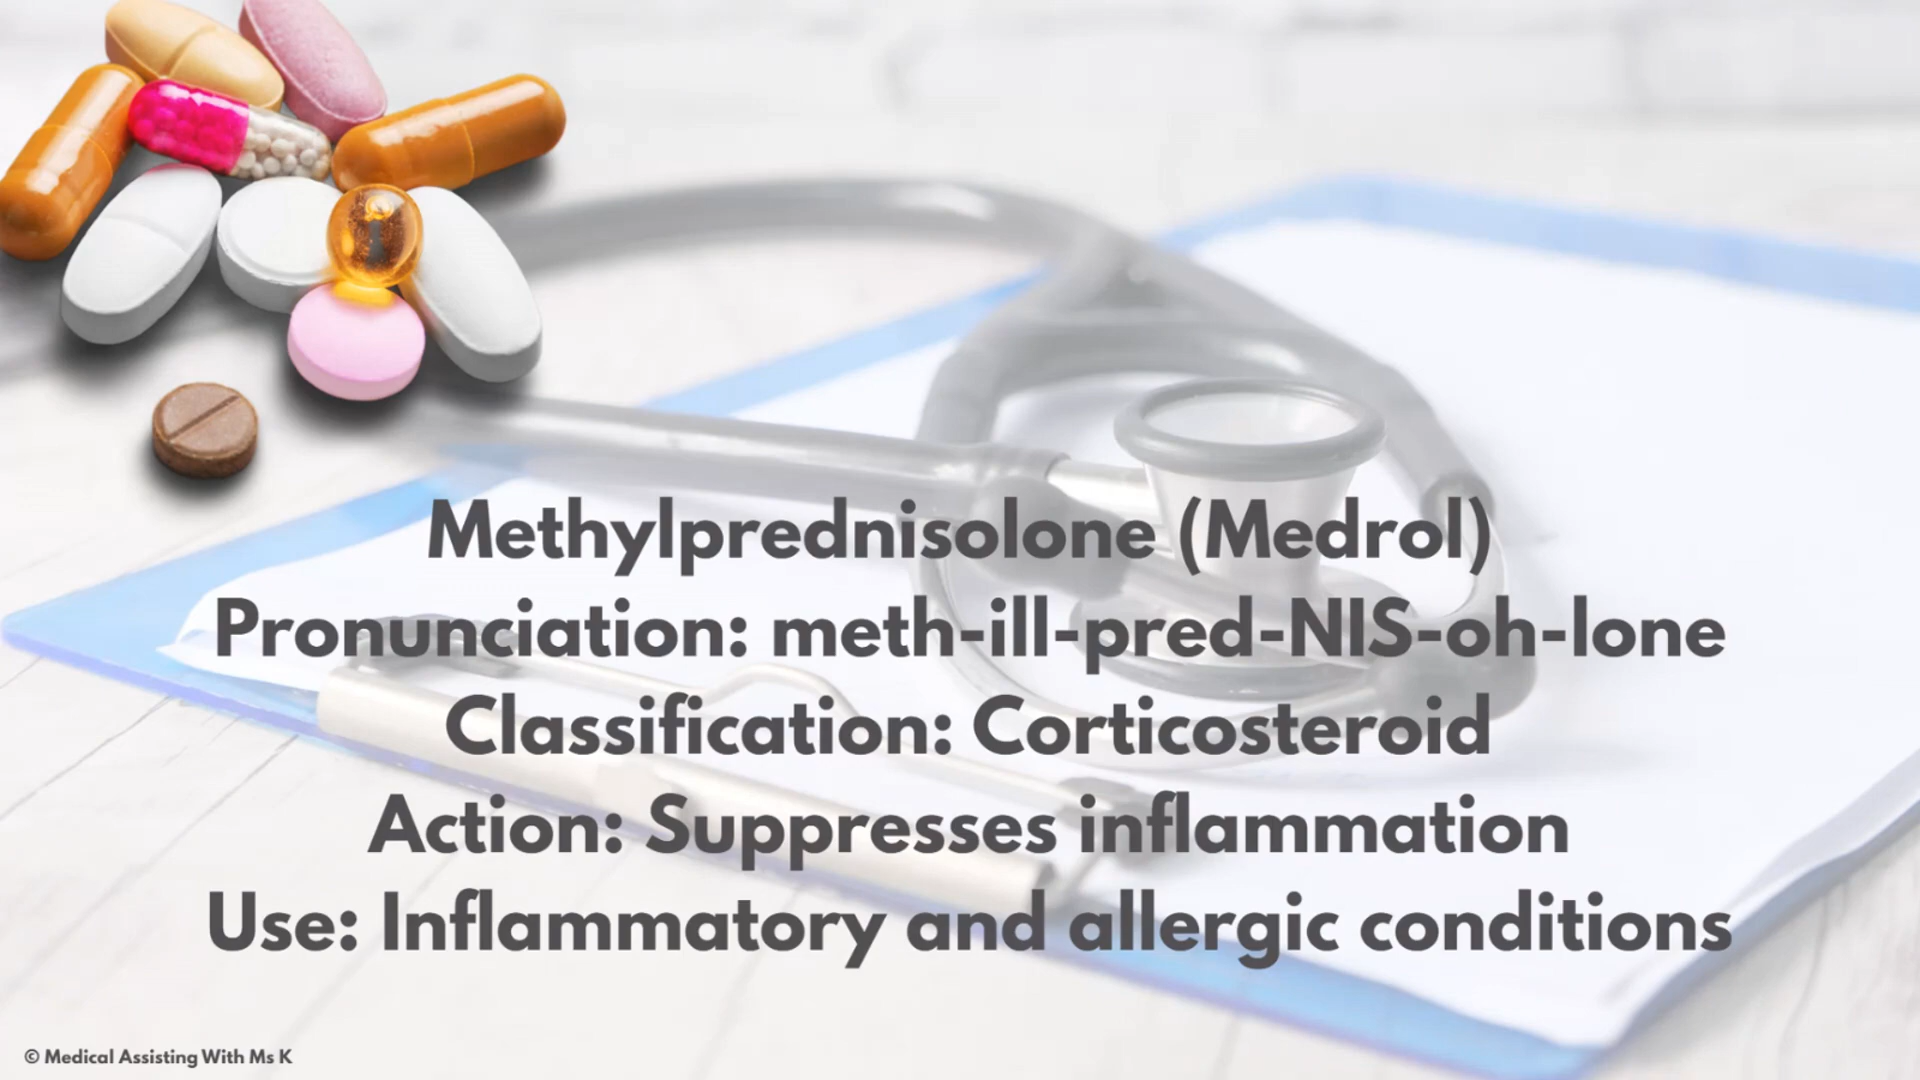 Methylprednisolone (Medrol)
Pronunciation: meth-ill-pred-NIS-oh-lone
Classification: Corticosteroid
Action: Suppresses inflammation
Use: Inflammatory and allergic conditions
© Medical Assisting With Ms K